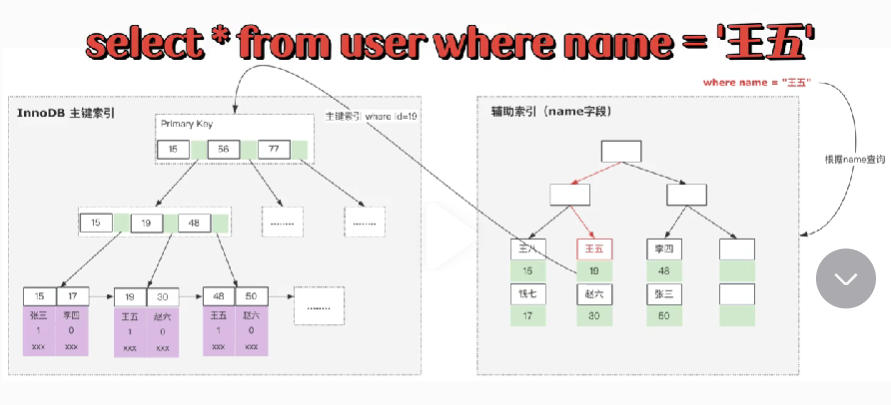 select * from user where name = '王五'
where name = "王五"
InnoDB 主键索引
主键索引 where id=19
Primary Key
15 56 77
15 19 48
........ ........
15 17 19 30 48 50
张三 李四 王五 赵六 王五 赵六
1 0 1 0 1 0
xxx xxx xxx xxx xxx xxx
........
辅助索引（name字段）
根据name查询
王八 王五 李四
15 19 48
钱七 赵六 张三
17 30 50